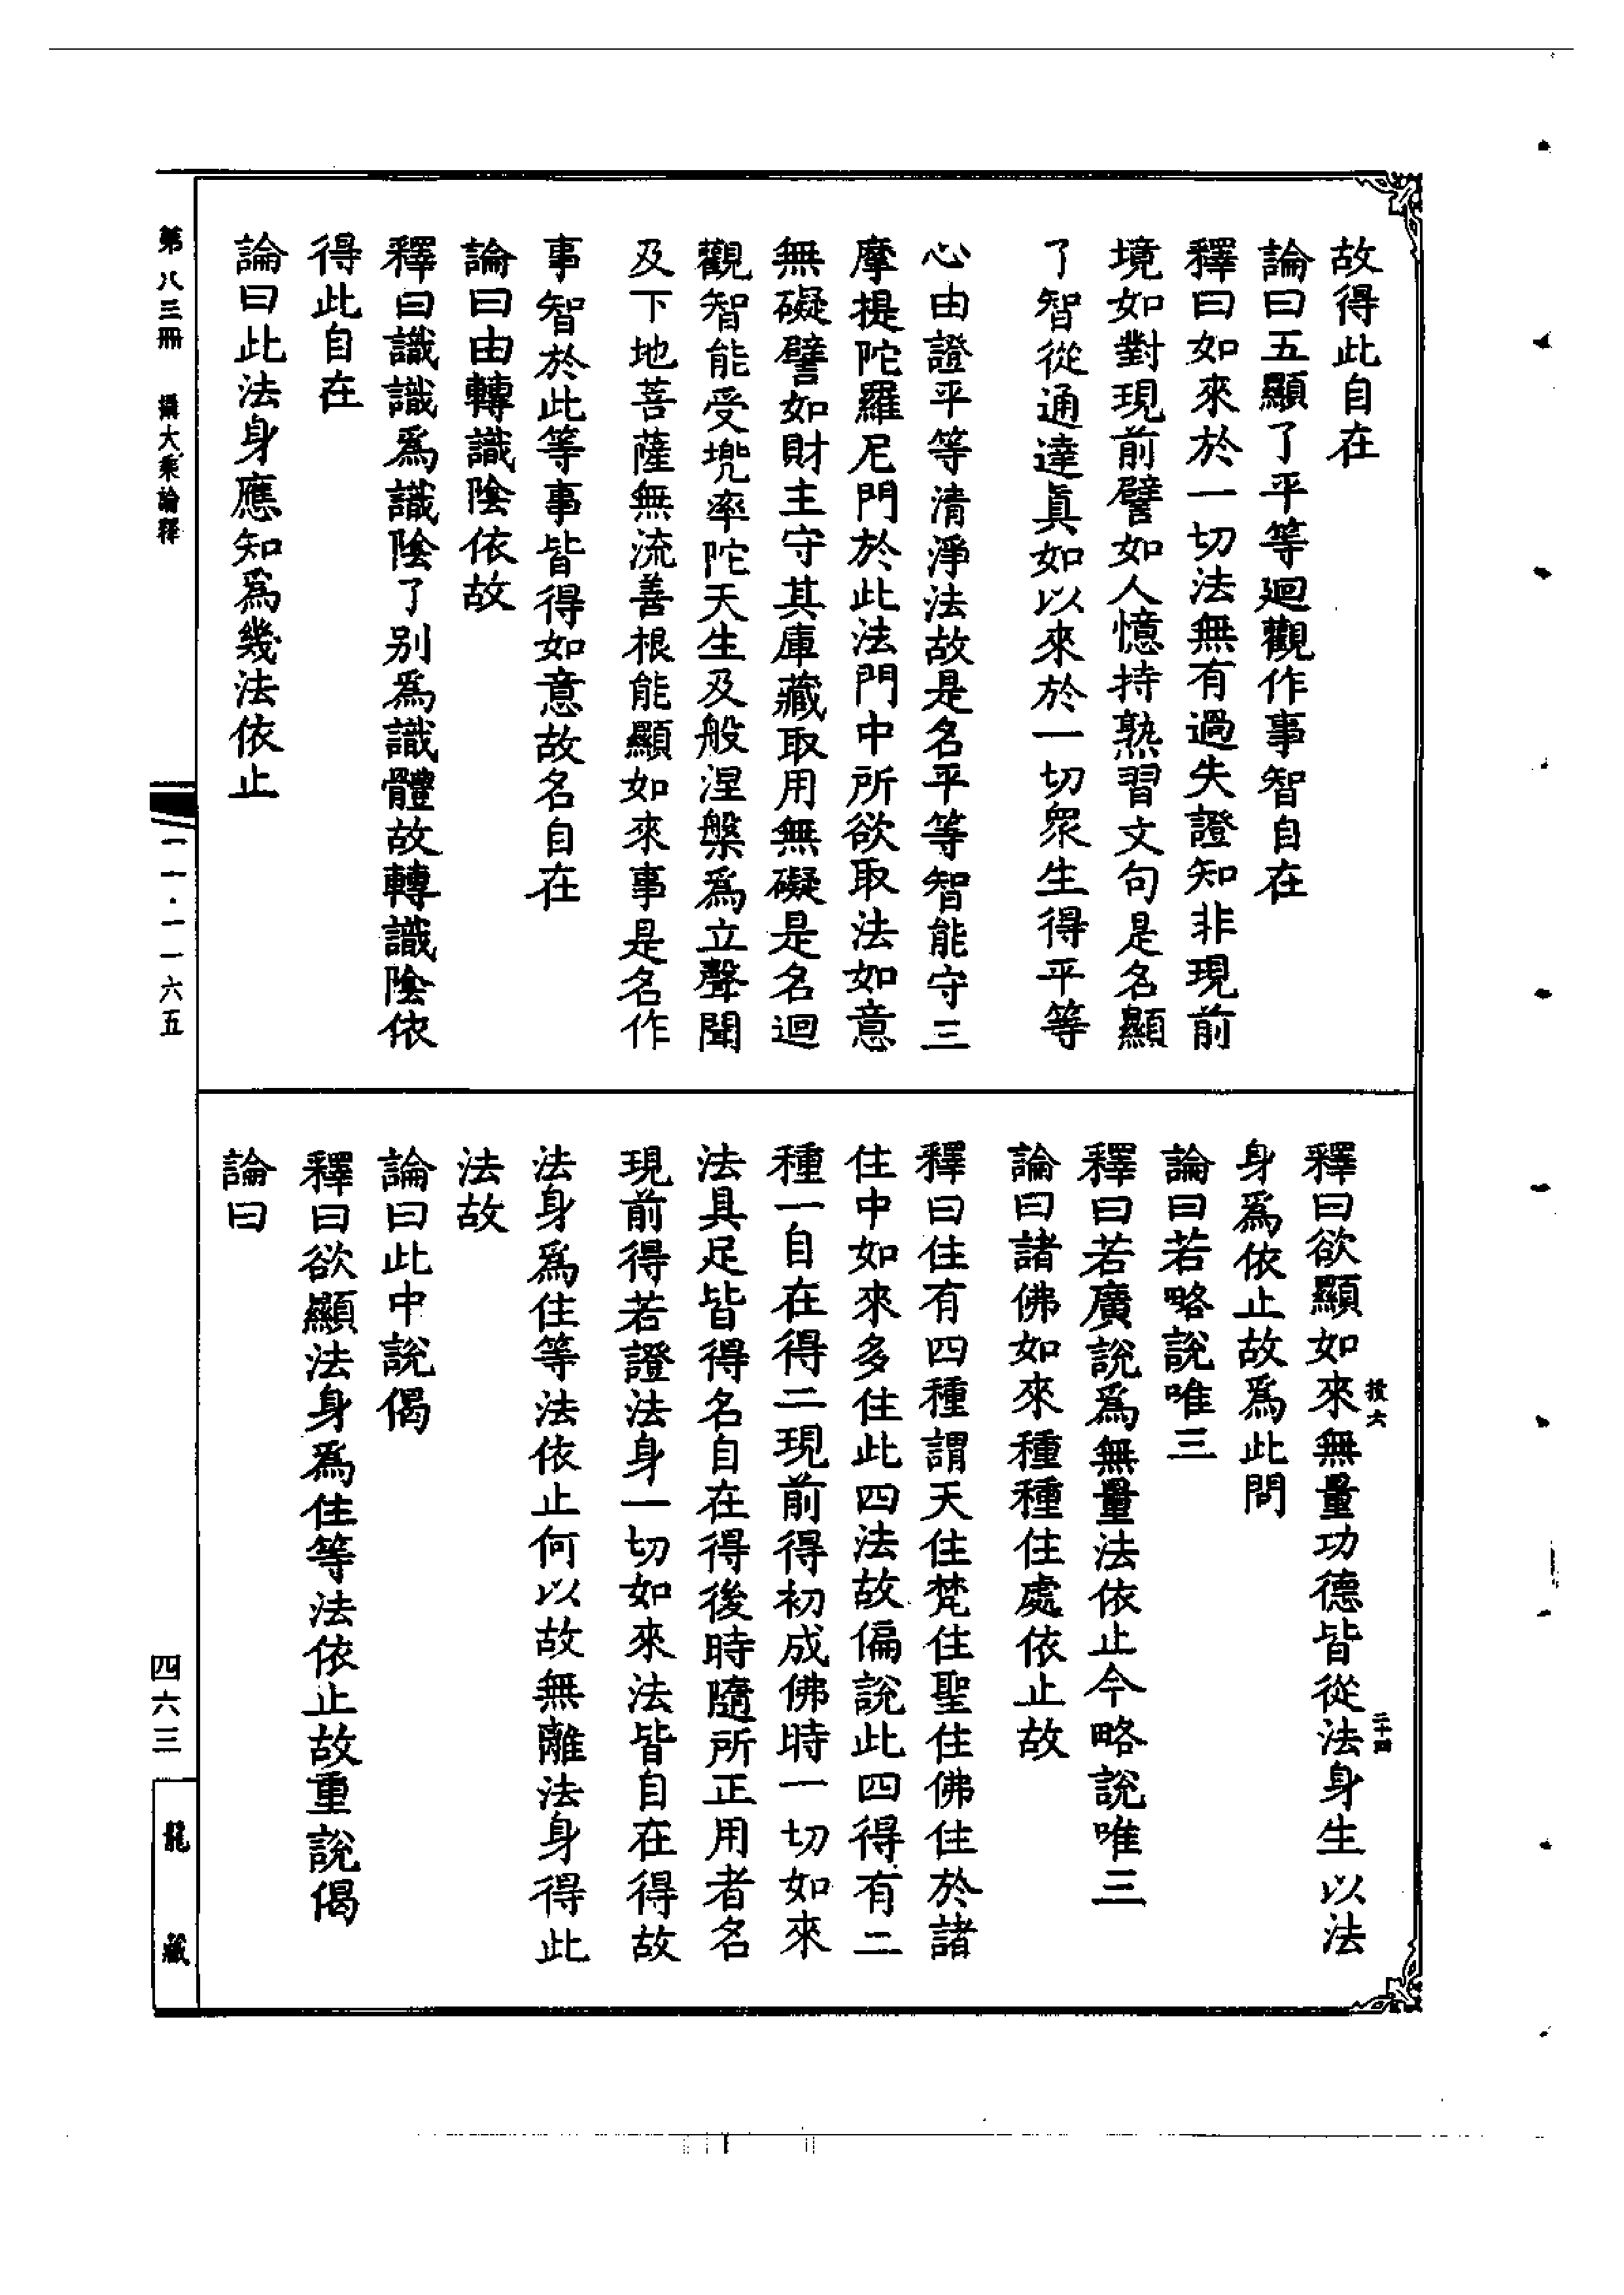 故得此自在
論曰五顯了平等迴觀作事智自在
釋曰如來於一切法無有過失證知非現前
境如對現前譬如人憶持熟習文句是名顯
了智從通達眞如以來於一切衆生得平等
心由證平等清淨法故是名平等智能守三
摩提陀羅尼門於此法門中所欲取法如意
無礙譬如財主守其庫藏取用無礙是名迴
觀智能受兜率陀天生及般涅槃爲立聲聞
及下地菩薩無流善根能顯如來事是名作
事智於此等事皆得如意故名自在
論曰由轉識陰依故
釋曰識識爲識陰了别爲識體故轉識陰依
得此自在
論曰此法身應知爲幾法依止
釋曰欲顯如來無量功德皆從法身生以法
身爲依止故爲此問
論曰若略說唯三
釋曰若廣說爲無量法依止今略說唯三
論曰諸佛如來種種住處依止故
釋曰住有四種謂天住梵住聖住佛住於諸
住中如來多住此四法故偏說此四得有二
種一自在得二現前得初成佛時一切如來
法具足皆得名自在得後時隨所正用者名
現前得若證法身一切如來法皆自在得故
法身爲住等法依止何以故無離法身得此
法故
論曰此中說偈
釋曰欲顯法身爲住等法依止故重說偈
論曰
二十四
第八三冊 攝大乘論釋
一一·一一六五
四六三
龍藏